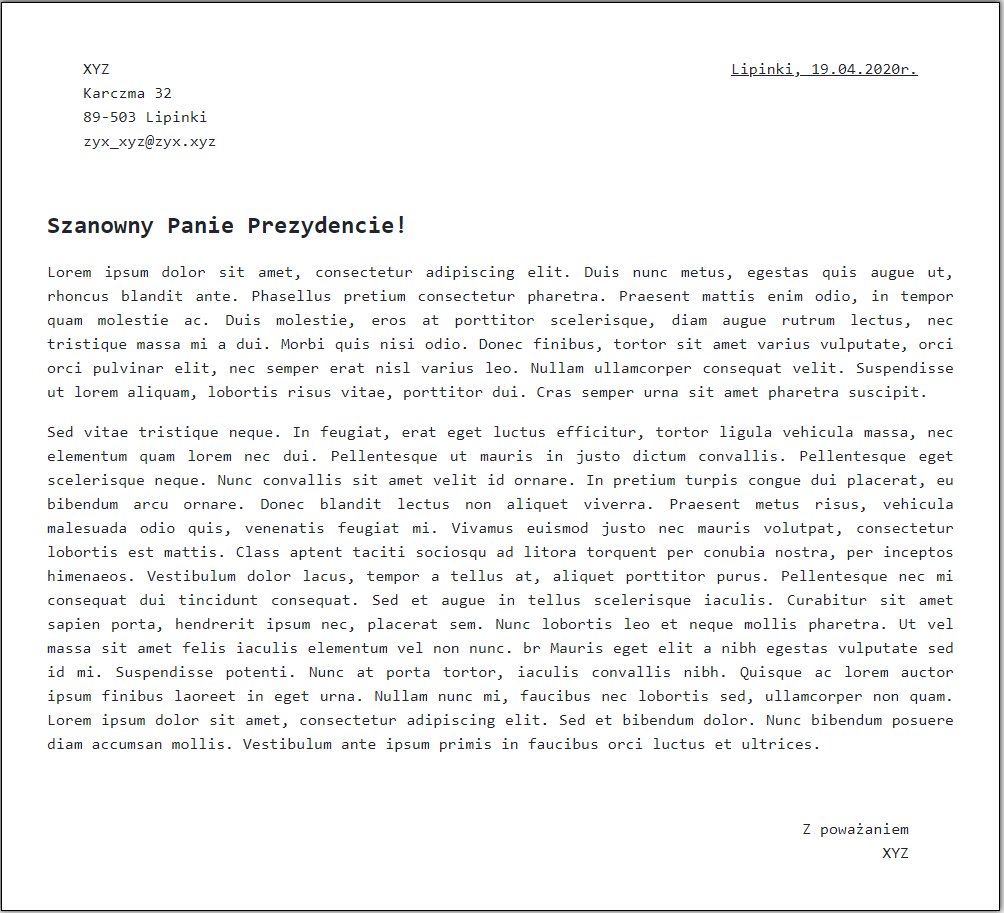 XYZ
Lipinki, 19.04.2020r.
Karczma 32
89-503 Lipinki
zyx_xyz@zyx.xyz
Szanowny Panie Prezydencie!
Lorem ipsum dolor sit amet, consectetur adipiscing elit. Duis nunc metus, egestas quis augue ut,
rhoncus blandit ante. Phasellus pretium consectetur pharetra. Praesent mattis enim odio, in tempor
quam molestie ac. Duis molestie, eros at porttitor scelerisque, diam augue rutrum lectus, nec
tristique massa mi a dui. Morbi quis nisi odio. Donec finibus, tortor sit amet varius vulputate, orci
orci pulvinar elit, nec semper erat nisl varius leo. Nullam ullamcorper consequat velit. Suspendisse
ut lorem aliquam, lobortis risus vitae, porttitor dui. Cras semper urna sit amet pharetra suscipit.
Sed vitae tristique neque. In feugiat, erat eget luctus efficitur, tortor ligula vehicula massa, nec
elementum quam lorem nec dui. Pellentesque ut mauris in justo dictum convallis. Pellentesque eget
scelerisque neque. Nunc convallis sit amet velit id ornare. In pretium turpis congue dui placerat, eu
bibendum arcu ornare. Donec blandit lectus non aliquet viverra. Praesent metus risus, vehicula
malesuada odio quis, venenatis feugiat mi. Vivamus euismod justo nec mauris volutpat, consectetur
lobortis est mattis. Class aptent taciti sociosqu ad litora torquent per conubia nostra, per inceptos
himenaeos. Vestibulum dolor lacus, tempor a tellus at, aliquet porttitor purus. Pellentesque nec mi
consequat dui tincidunt consequat. Sed et augue in tellus scelerisque iaculis. Curabitur sit amet
sapien porta, hendrerit ipsum nec, placerat sem. Nunc lobortis leo et neque mollis pharetra. Ut vel
massa sit amet felis iaculis elementum vel non nunc. br Mauris eget elit a nibh egestas vulputate sed
id mi. Suspendisse potenti. Nunc at porta tortor, iaculis convallis nibh. Quisque ac lorem auctor
ipsum finibus laoreet in eget urna. Nullam nunc mi, faucibus nec lobortis sed, ullamcorper non quam.
Lorem ipsum dolor sit amet, consectetur adipiscing elit. Sed et bibendum dolor. Nunc bibendum posuere
diam accumsan mollis. Vestibulum ante ipsum primis in faucibus orci luctus et ultrices.
Z poważaniem
XYZ